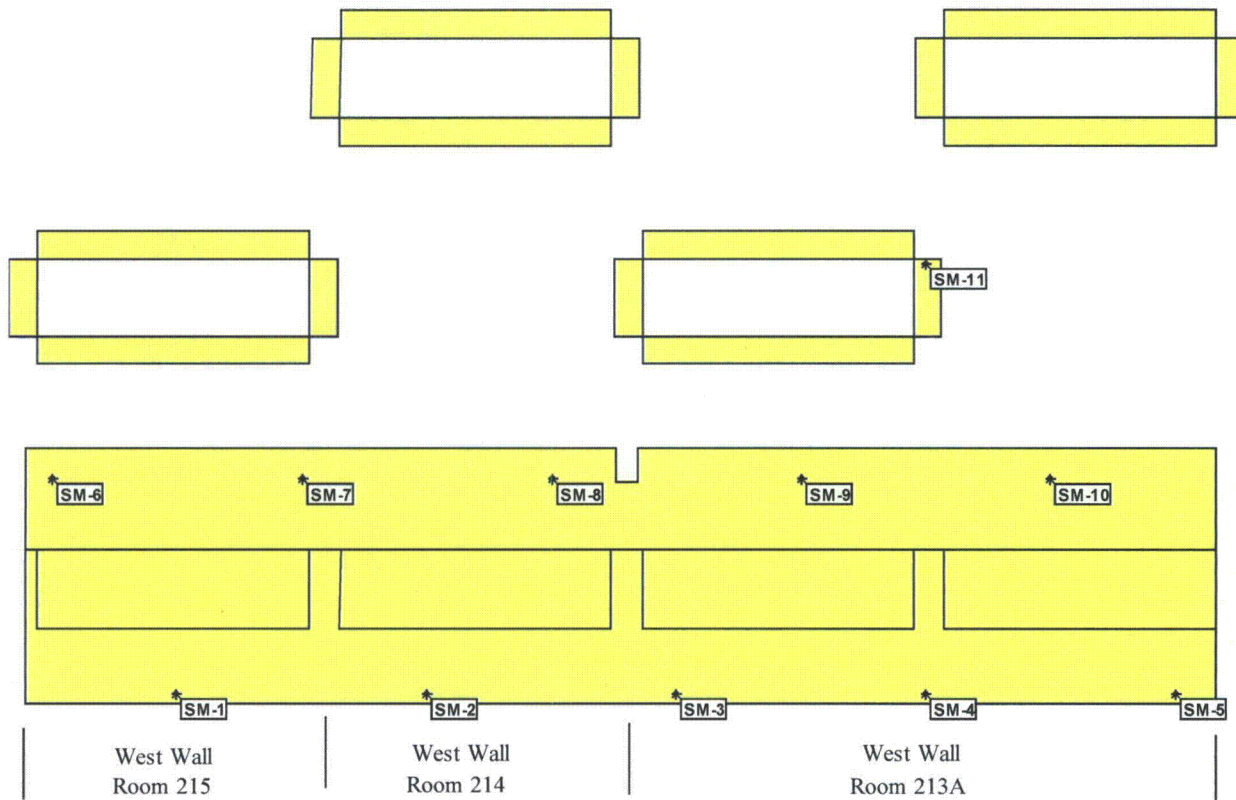 SM-11
SM-6
SM-7
SM-8
SM-9
SM-10
SM-1
SM-2
SM-3
SM-4
SM-5
West Wall
Room 215
West Wall
Room 214
West Wall
Room 213A